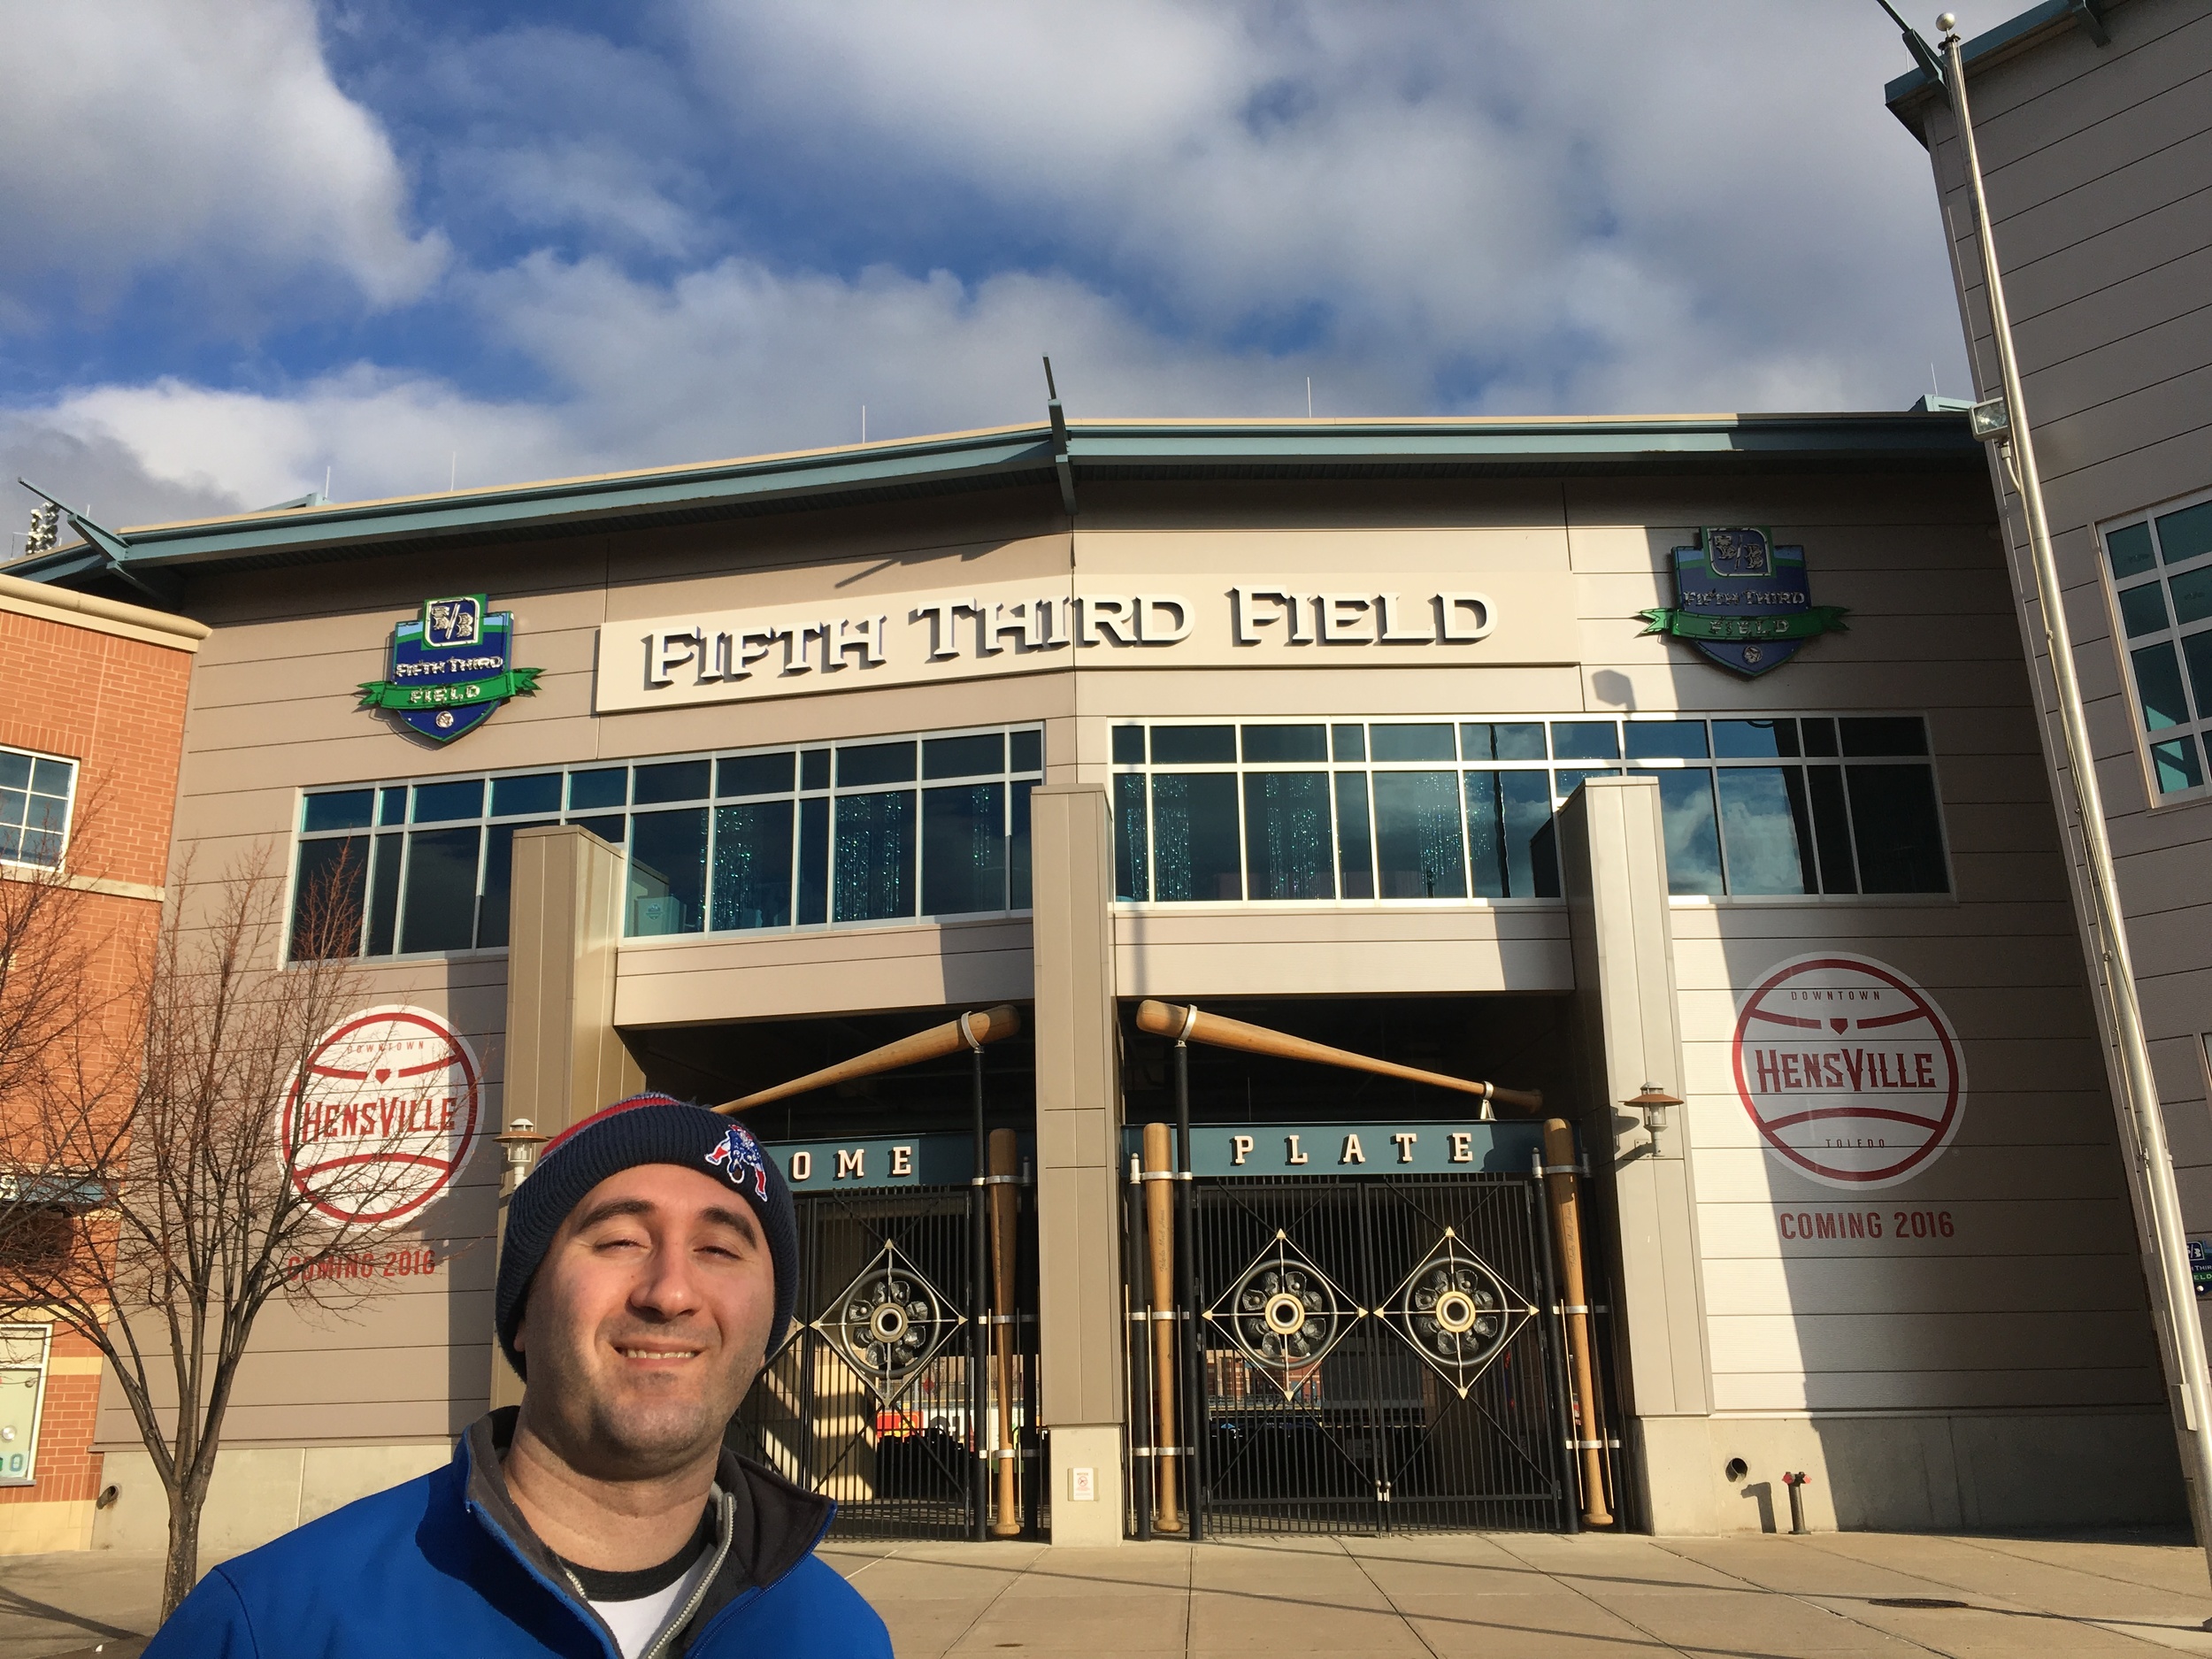 FIFTH THIRD FIELD
FIFTH THIRD
FIELD
FIFTH THIRD
FIELD
DOWNTOWN
HENSVILLE
COMING 2016
DOWNTOWN
HENSVILLE
TOLEDO
COMING 2016
OME
PLATE